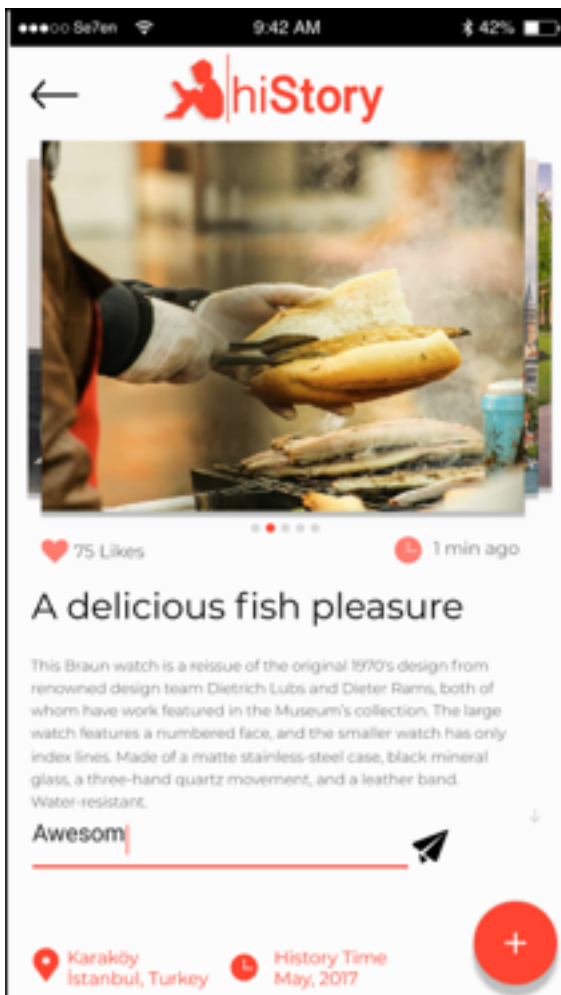 Se7en 9:42 AM 42%
hiStory
75 Likes 1 min ago
A delicious fish pleasure
This Braun watch is a reissue of the original 1970's design from
renowned design team Dietrich Lubs and Dieter Rams, both of
whom have work featured in the Museum's collection. The large
watch features a numbered face, and the smaller watch has only
index lines. Made of a matte stainless-steel case, black mineral
glass, a three-hand quartz movement, and a leather band.
Water-resistant.
Awesom
Karaköy
İstanbul, Turkey
History Time
May, 2017